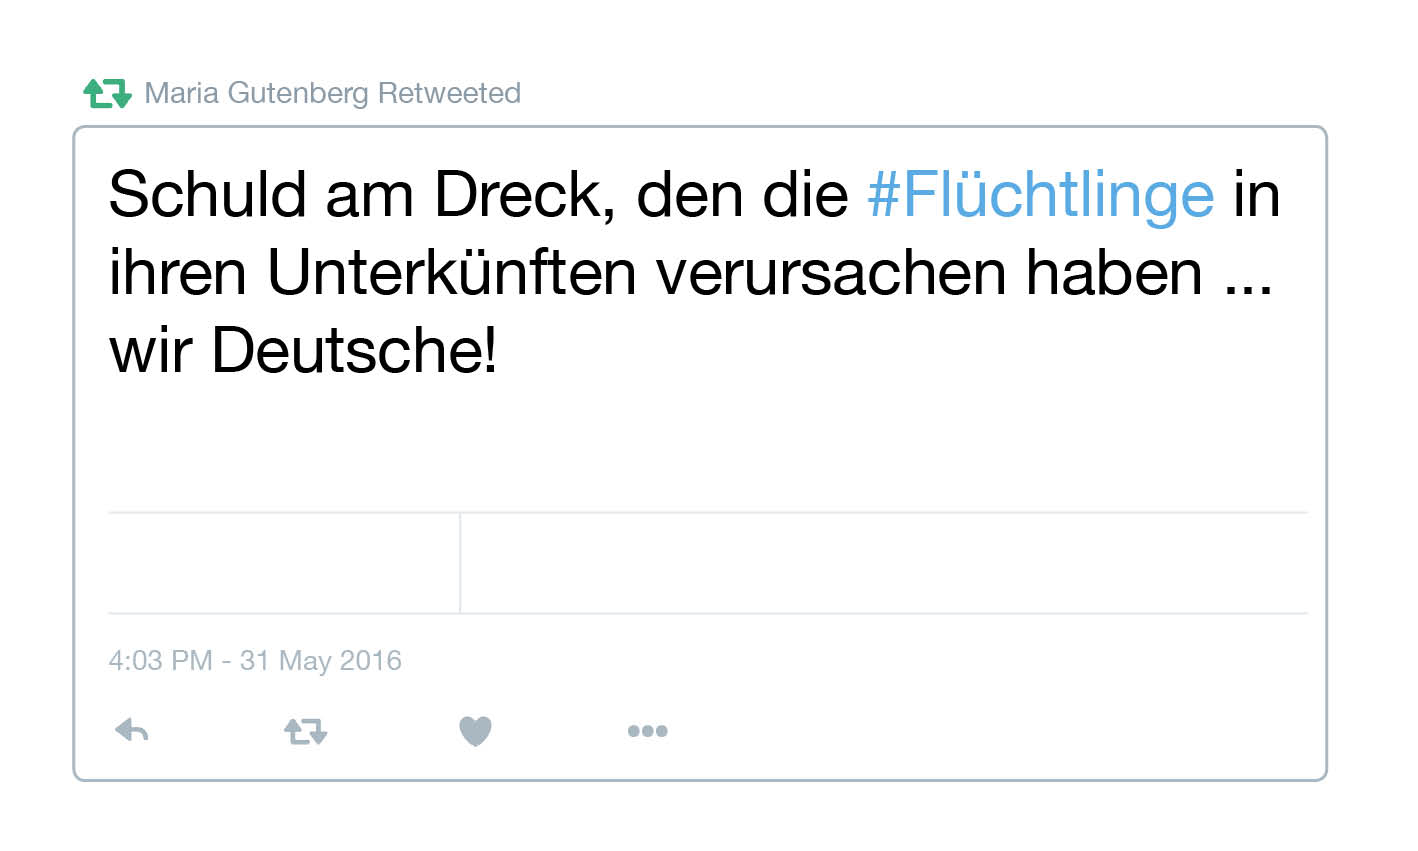 Maria Gutenberg Retweeted
Schuld am Dreck, den die #Flüchtlinge in
ihren Unterkünften verursachen haben ...
wir Deutsche!
4:03 PM - 31 May 2016